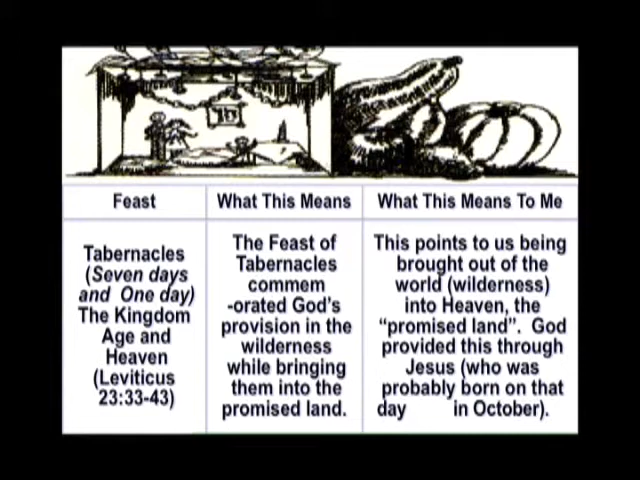 Feast
What This Means
What This Means To Me
Tabernacles
(Seven days
and One day)
The Kingdom
Age and
Heaven
(Leviticus
23:33-43)
The Feast of
Tabernacles
commem
-orated God's
provision in the
wilderness
while bringing
them into the
promised land.
This points to us being
brought out of the
world (wilderness)
into Heaven, the
“promised land”. God
provided this through
Jesus (who was
probably born on that
day in October).